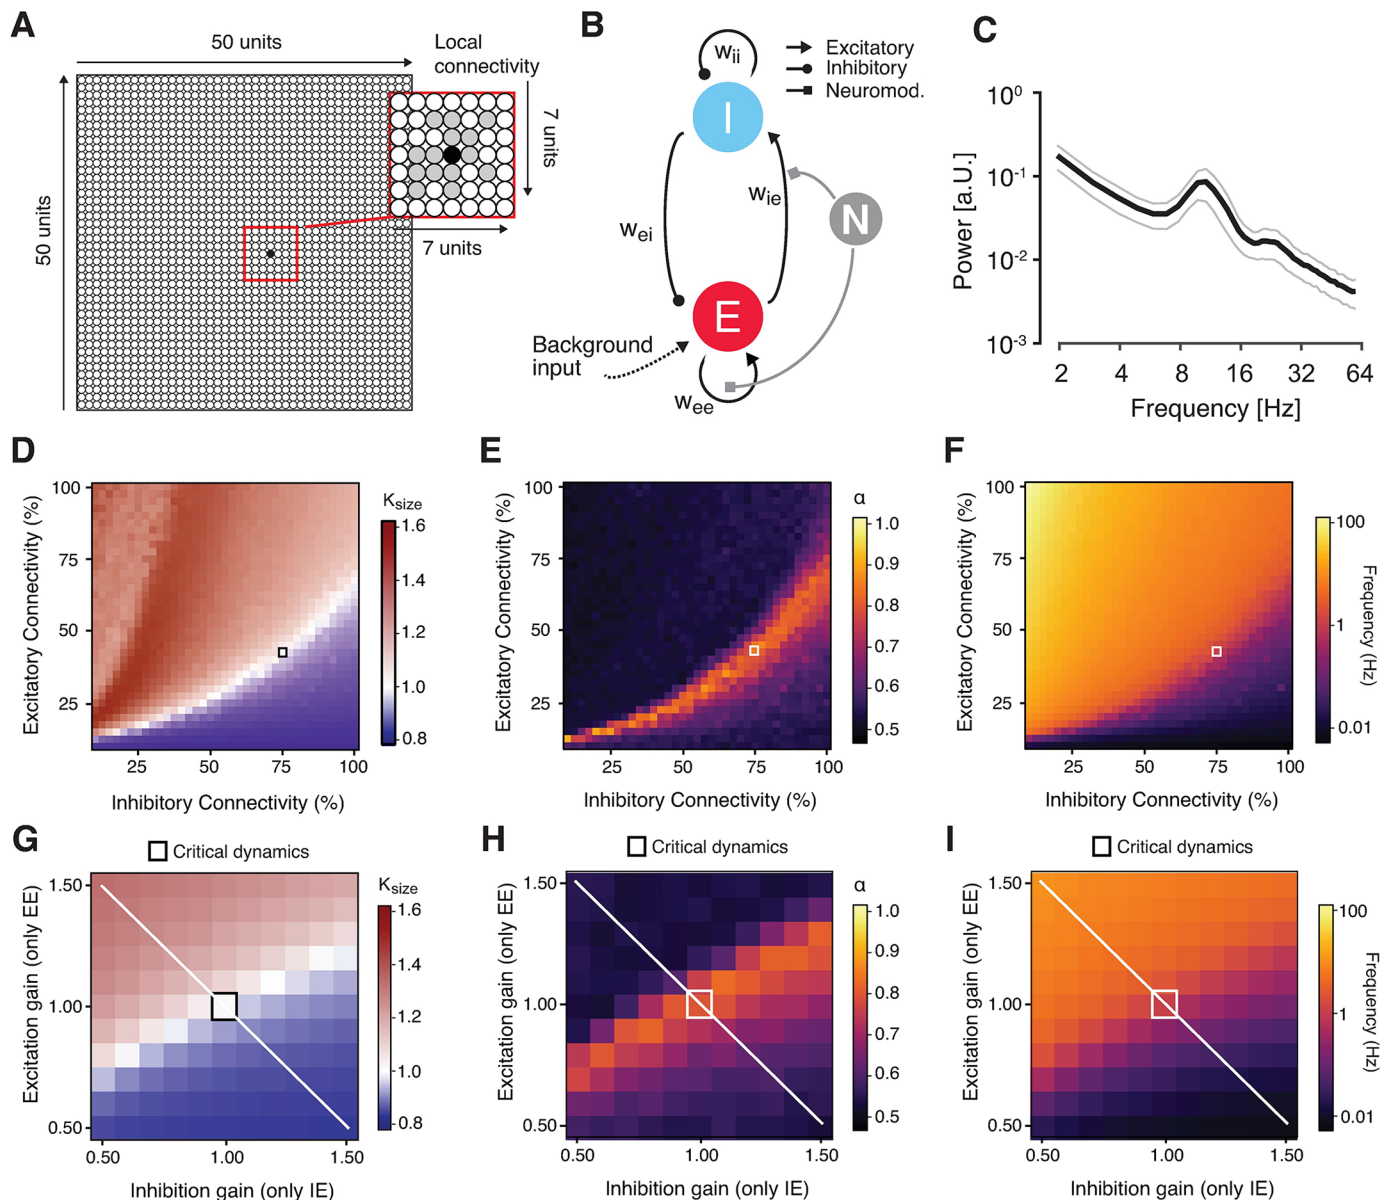 A
50 units
50 units
Local
connectivity
7 units
7 units
B
wii
I
wei
wie
N
E
Background
input
wee
Excitatory
Inhibitory
Neuromod.
C
10⁰
10⁻¹
10⁻²
10⁻³
Power [a.U.]
2 4 8 16 32 64
Frequency [Hz]
D
Excitatory Connectivity (%)
100
75
50
25
25 50 75 100
Inhibitory Connectivity (%)
Ksize
1.6
1.4
1.2
1.0
0.8
E
Excitatory Connectivity (%)
100
75
50
25
25 50 75 100
Inhibitory Connectivity (%)
α
1.0
0.9
0.8
0.7
0.6
0.5
F
Excitatory Connectivity (%)
100
75
50
25
25 50 75 100
Inhibitory Connectivity (%)
100
1
0.01
Frequency (Hz)
G
Critical dynamics
Excitation gain (only EE)
1.50
1.00
0.50
0.50 1.00 1.50
Inhibition gain (only IE)
Ksize
1.6
1.4
1.2
1.0
0.8
H
Critical dynamics
Excitation gain (only EE)
1.50
1.00
0.50
0.50 1.00 1.50
Inhibition gain (only IE)
α
1.0
0.9
0.8
0.7
0.6
0.5
I
Critical dynamics
Excitation gain (only EE)
1.50
1.00
0.50
0.50 1.00 1.50
Inhibition gain (only IE)
100
1
0.01
Frequency (Hz)